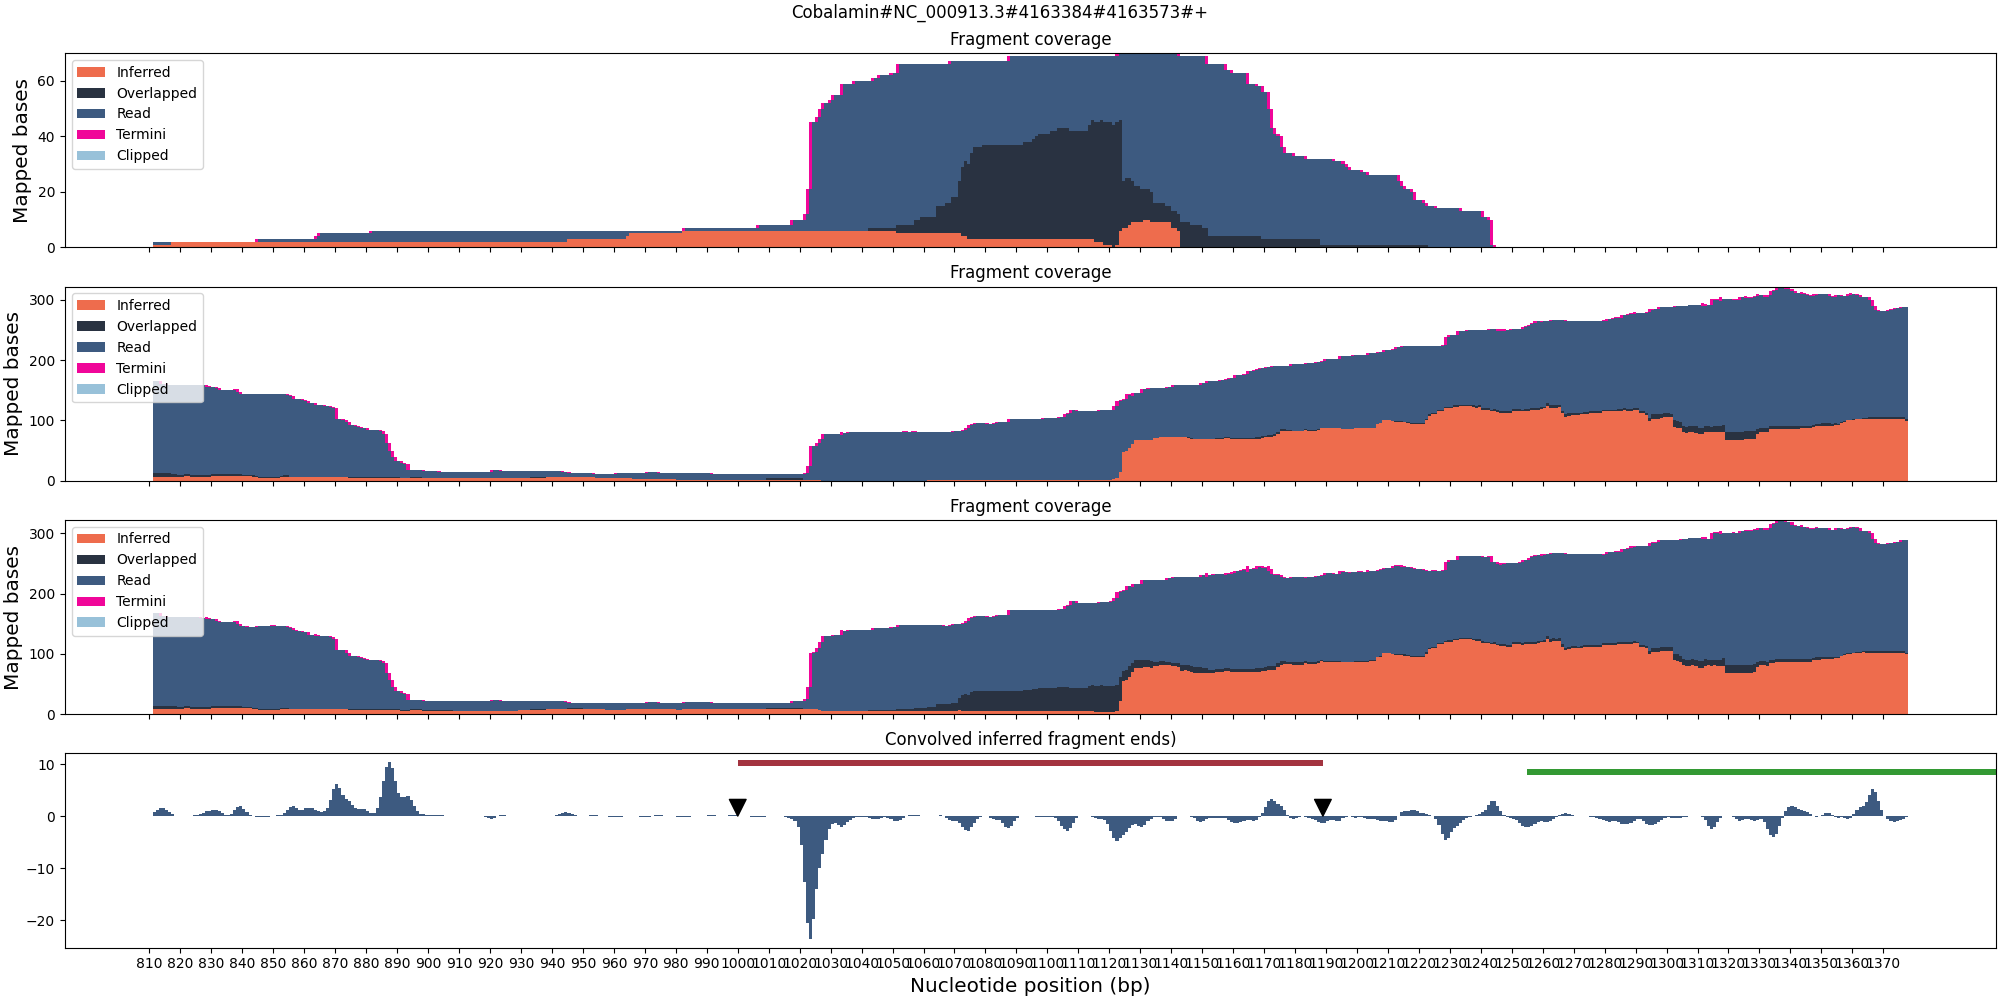 Cobalamin#NC_000913.3#4163384#4163573#+
Fragment coverage
Mapped bases
60
40
20
0
Inferred
Overlapped
Read
Termini
Clipped
Fragment coverage
Mapped bases
300
200
100
0
Inferred
Overlapped
Read
Termini
Clipped
Fragment coverage
Mapped bases
300
200
100
0
Inferred
Overlapped
Read
Termini
Clipped
Convolved inferred fragment ends)
10
0
−10
−20
810 820 830 840 850 860 870 880 890 900 910 920 930 940 950 960 970 980 990 1000 1010 1020 1030 1040 1050 1060 1070 1080 1090 1100 1110 1120 1130 1140 1150 1160 1170 1180 1190 1200 1210 1220 1230 1240 1250 1260 1270 1280 1290 1300 1310 1320 1330 1340 1350 1360 1370
Nucleotide position (bp)